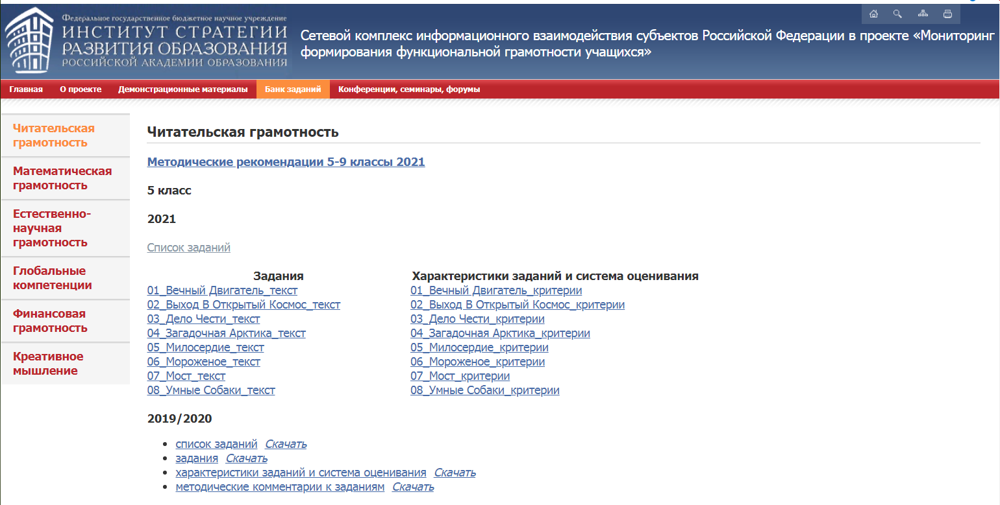 Федеральное государственное бюджетное научное учреждение
ИНСТИТУТ СТРАТЕГИИ
РАЗВИТИЯ ОБРАЗОВАНИЯ
РОССИЙСКОЙ АКАДЕМИИ ОБРАЗОВАНИЯ
Сетевой комплекс информационного взаимодействия субъектов Российской Федерации в проекте «Мониторинг
формирования функциональной грамотности учащихся»
Главная О проекте Демонстрационные материалы Банк заданий Конференции, семинары, форумы
Читательская
грамотность
Математическая
грамотность
Естественно-
научная
грамотность
Глобальные
компетенции
Финансовая
грамотность
Креативное
мышление
Читательская грамотность
Методические рекомендации 5-9 классы 2021
5 класс
2021
Список заданий
Задания Характеристики заданий и система оценивания
01_Вечный Двигатель_текст 01_Вечный Двигатель_критерии
02_Выход В Открытый Космос_текст 02_Выход В Открытый Космос_критерии
03_Дело Чести_текст 03_Дело Чести_критерии
04_Загадочная Арктика_текст 04_Загадочная Арктика_критерии
05_Милосердие_текст 05_Милосердие_критерии
06_Мороженое_текст 06_Мороженое_критерии
07_Мост_текст 07_Мост_критерии
08_Умные Собаки_текст 08_Умные Собаки_критерии
2019/2020
• список заданий Скачать
• задания Скачать
• характеристики заданий и система оценивания Скачать
• методические комментарии к заданиям Скачать